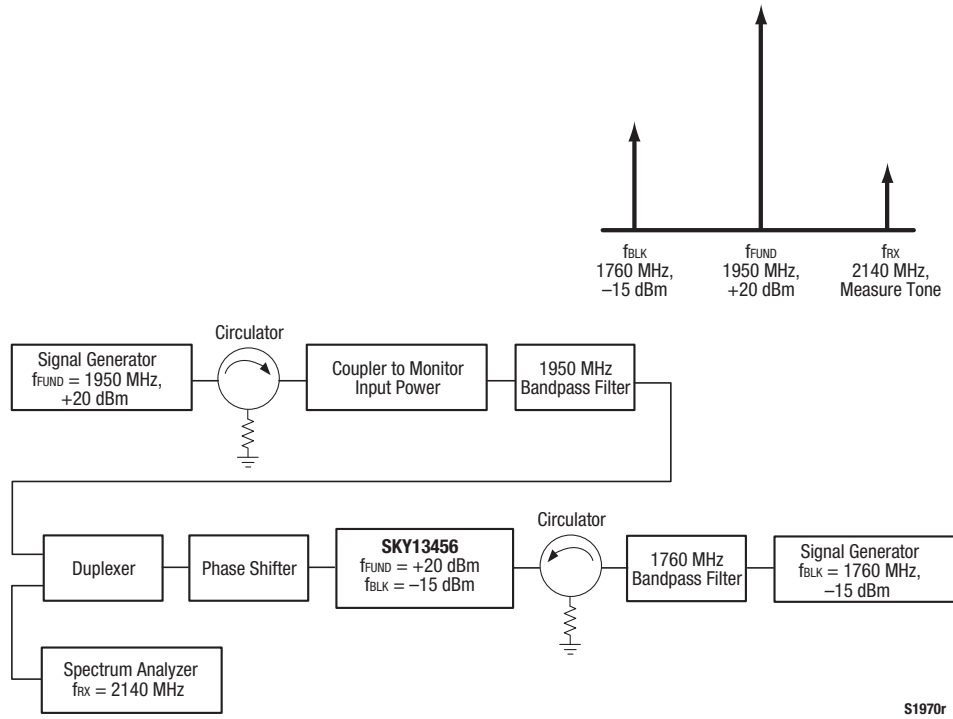 fBLK
1760 MHz,
–15 dBm
fFUND
1950 MHz,
+20 dBm
fRX
2140 MHz,
Measure Tone
Signal Generator
fFUND = 1950 MHz,
+20 dBm
Circulator
Coupler to Monitor
Input Power
1950 MHz
Bandpass Filter
Duplexer
Phase Shifter
SKY13456
fFUND = +20 dBm
fBLK = –15 dBm
Circulator
1760 MHz
Bandpass Filter
Signal Generator
fBLK = 1760 MHz,
–15 dBm
Spectrum Analyzer
fRX = 2140 MHz
S1970r